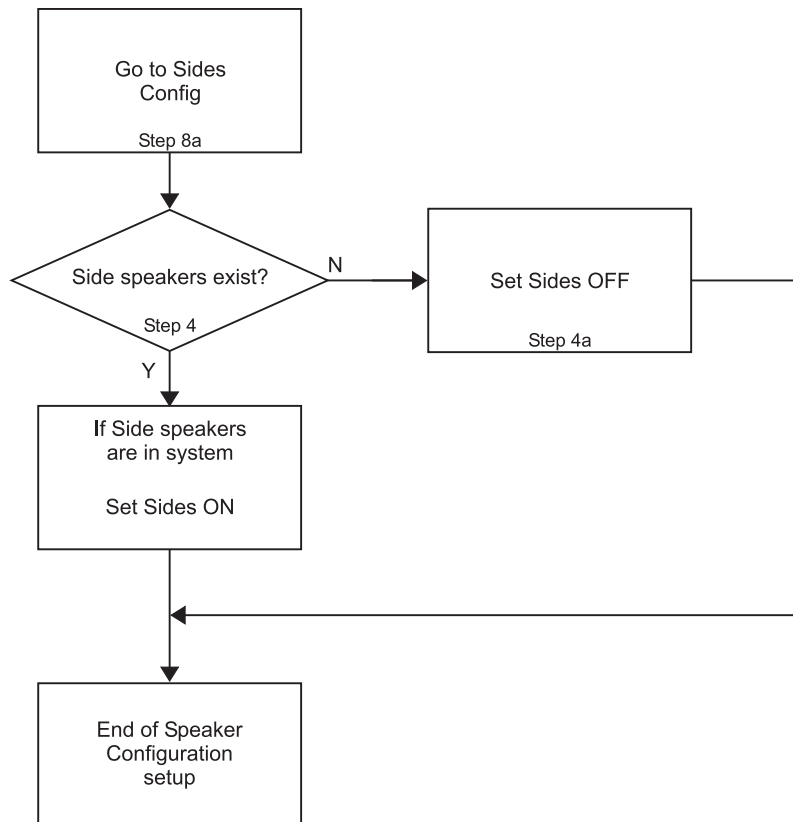 Go to Sides
Config
Step 8a
Side speakers exist?
Step 4
N
Set Sides OFF
Step 4a
Y
If Side speakers
are in system
Set Sides ON
End of Speaker
Configuration
setup